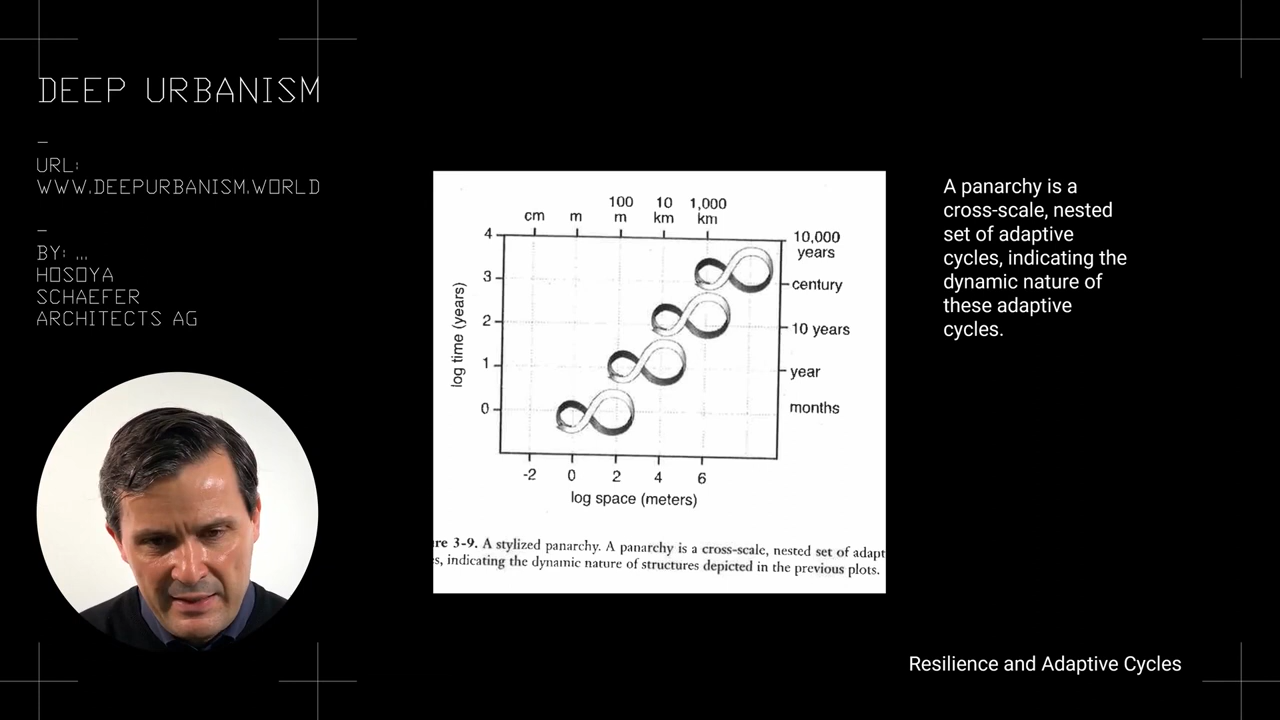 DEEP URBANISM
–
URL:
WWW.DEEPURBANISM.WORLD
–
BY: ...
HOSOYA
SCHAEFER
ARCHITECTS AG
cm m 100 m 10 km 1,000 km
4
3
2
1
0
log time (years)
10,000 years
century
10 years
year
months
-2 0 2 4 6
log space (meters)
re 3-9. A stylized panarchy. A panarchy is a cross-scale, nested set of adapt
s, indicating the dynamic nature of structures depicted in the previous plots.
A panarchy is a
cross-scale, nested
set of adaptive
cycles, indicating the
dynamic nature of
these adaptive
cycles.
Resilience and Adaptive Cycles